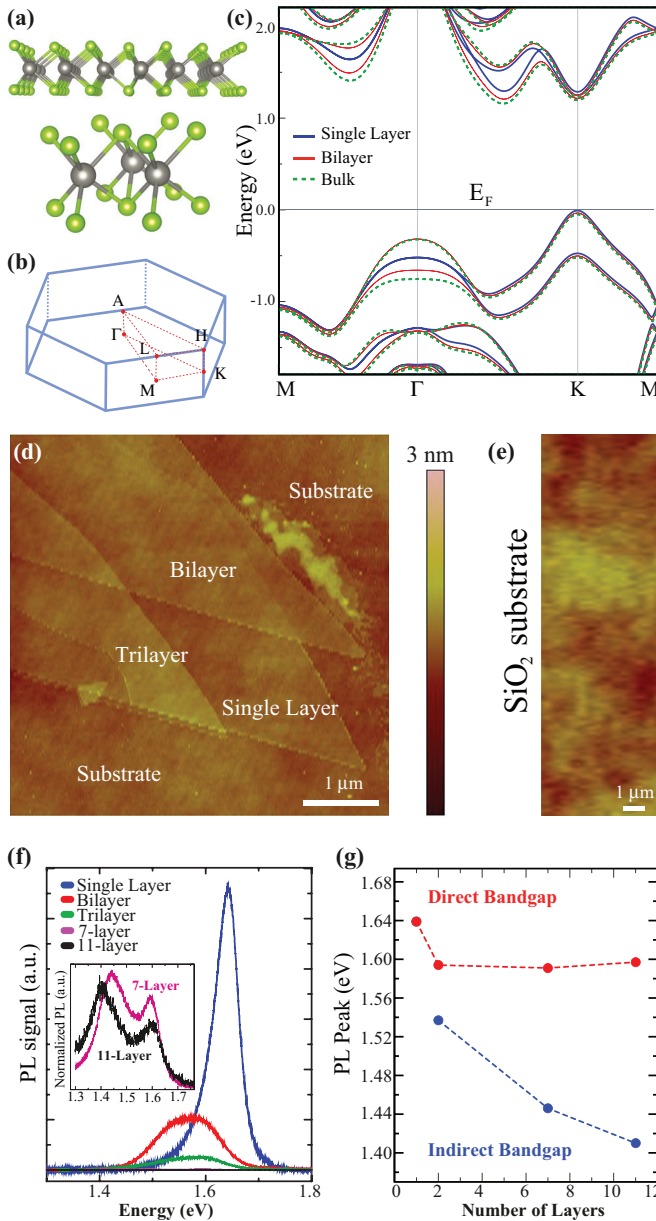 (a)
(b)
A
Γ
L
H
M
K
(c)
Energy (eV)
2.0
1.0
0.0
-1.0
Single Layer
Bilayer
Bulk
E_F
M
Γ
K
M
(d)
Substrate
Bilayer
Trilayer
Single Layer
Substrate
1 μm
3 nm
(e)
SiO₂ substrate
1 μm
(f)
PL signal (a.u.)
Single Layer
Bilayer
Trilayer
7-layer
11-layer
Normalized PL (a.u.)
7-Layer
11-Layer
1.3 1.4 1.5 1.6 1.7
1.4 1.6 1.8
Energy (eV)
(g)
PL Peak (eV)
1.68
1.64
1.60
1.56
1.52
1.48
1.44
1.40
Direct Bandgap
Indirect Bandgap
0 2 4 6 8 10 12
Number of Layers